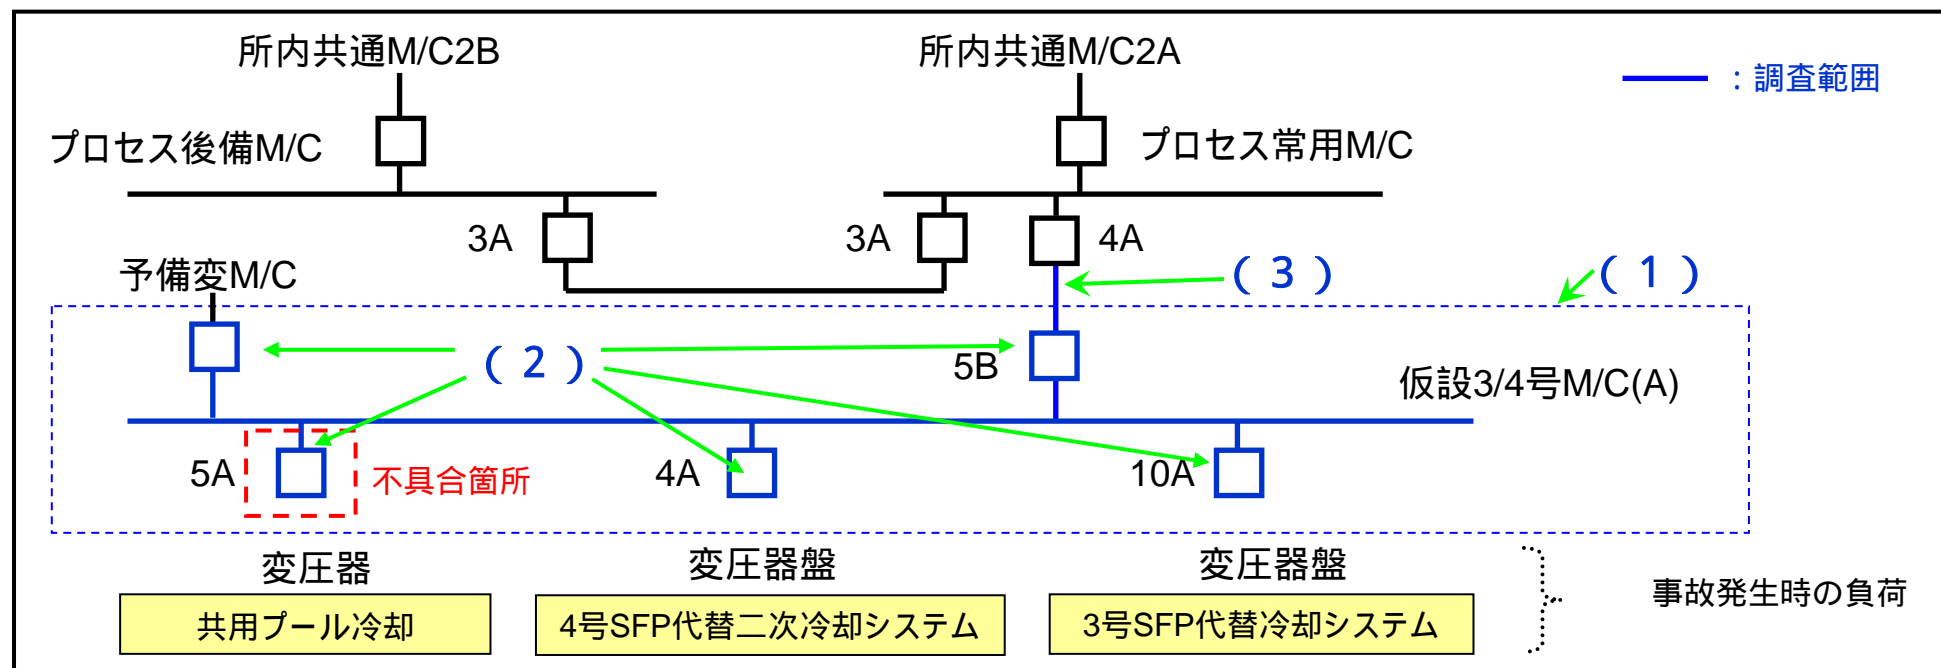 所内共通M/C2B
所内共通M/C2A
：調査範囲
プロセス後備M/C
プロセス常用M/C
3A
3A
4A
予備変M/C
（３）
（１）
（２）
5B
仮設3/4号M/C(A)
5A
不具合箇所
4A
10A
変圧器
変圧器盤
変圧器盤
事故発生時の負荷
共用プール冷却
4号SFP代替二次冷却システム
3号SFP代替冷却システム